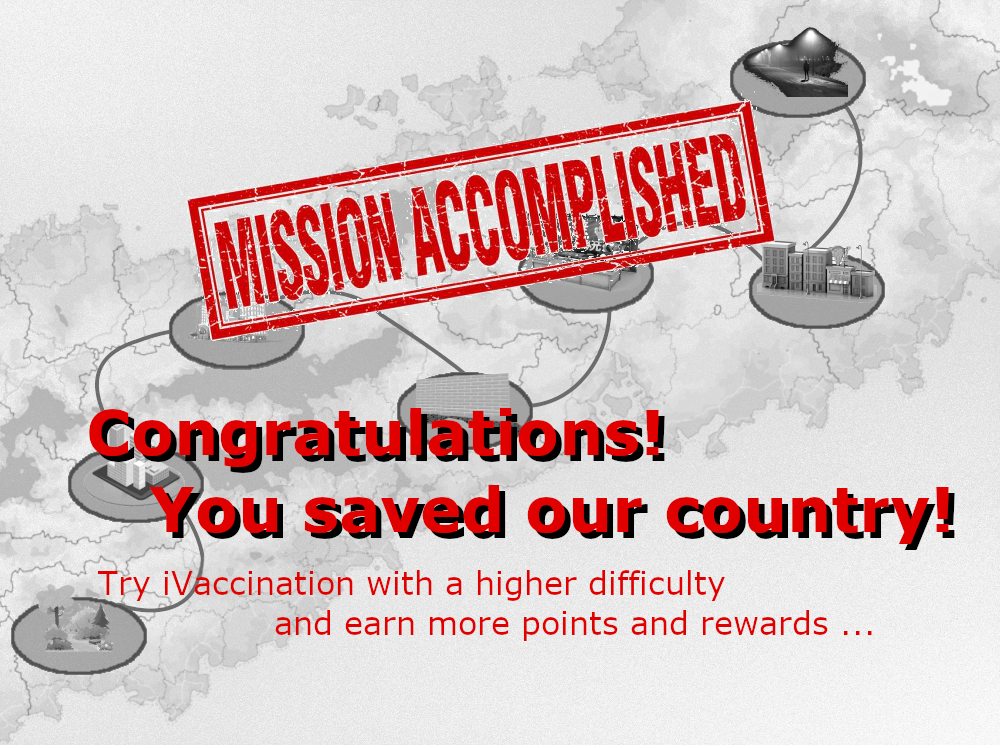 MISSION ACCOMPLISHED
Congratulations!
You saved our country!
Try iVaccination with a higher difficulty
and earn more points and rewards ...